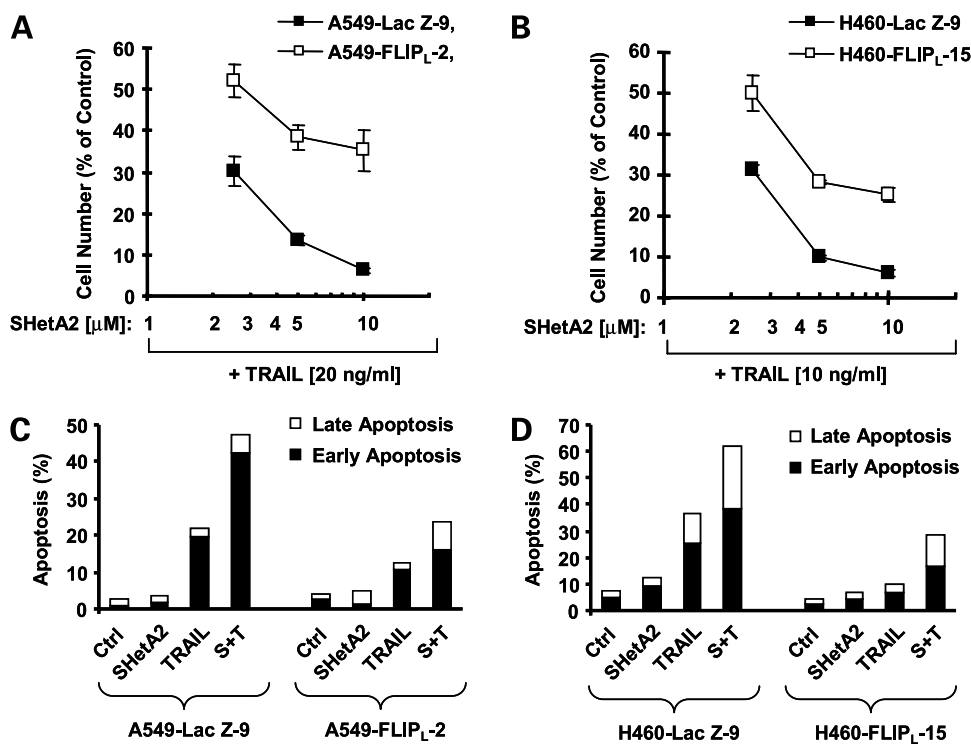 A
A549-Lac Z-9,
A549-FLIPL-2,
Cell Number (% of Control)
60
50
40
30
20
10
0
SHetA2 [µM]: 1 2 3 4 5 10
+ TRAIL [20 ng/ml]
B
H460-Lac Z-9
H460-FLIPL-15
Cell Number (% of Control)
60
50
40
30
20
10
0
SHetA2 [µM]: 1 2 3 4 5 10
+ TRAIL [10 ng/ml]
C
Late Apoptosis
Early Apoptosis
Apoptosis (%)
50
40
30
20
10
0
Ctrl SHetA2 TRAIL S+T Ctrl SHetA2 TRAIL S+T
A549-Lac Z-9 A549-FLIPL-2
D
Late Apoptosis
Early Apoptosis
Apoptosis (%)
70
60
50
40
30
20
10
0
Ctrl SHetA2 TRAIL S+T Ctrl SHetA2 TRAIL S+T
H460-Lac Z-9 H460-FLIPL-15